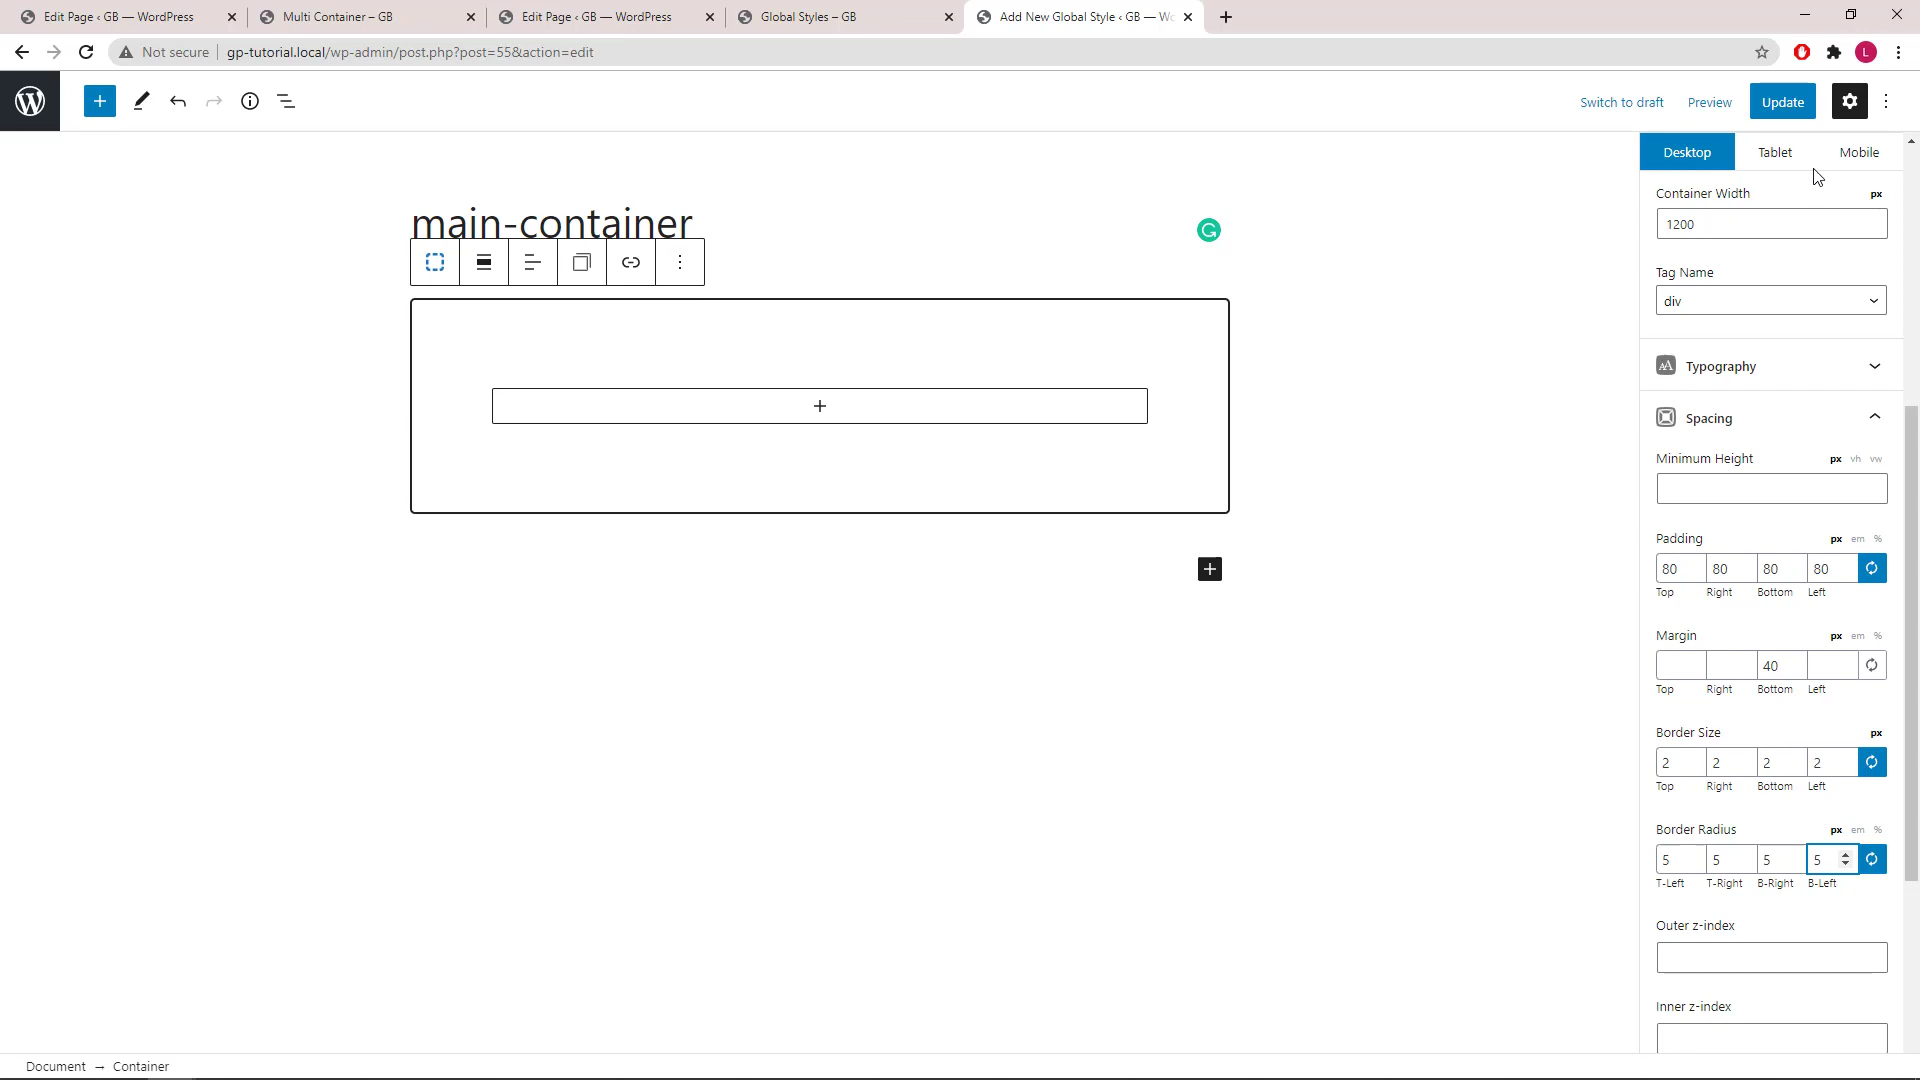 Edit Page ‹ GB — WordPress
Multi Container – GB
Edit Page ‹ GB — WordPress
Global Styles – GB
Add New Global Style ‹ GB — Wo
Not secure
gp-tutorial.local/wp-admin/post.php?post=55&action=edit
L
Switch to draft
Preview
Update
Desktop
Tablet
Mobile
main-container
Container Width
px
1200
Tag Name
div
Typography
Spacing
Minimum Height
px vh vw
Padding
px em %
80 80 80 80
Top Right Bottom Left
Margin
px em %
40
Top Right Bottom Left
Border Size
px
2 2 2 2
Top Right Bottom Left
Border Radius
px em %
5 5 5 5
T-Left T-Right B-Right B-Left
Outer z-index
Inner z-index
Document → Container